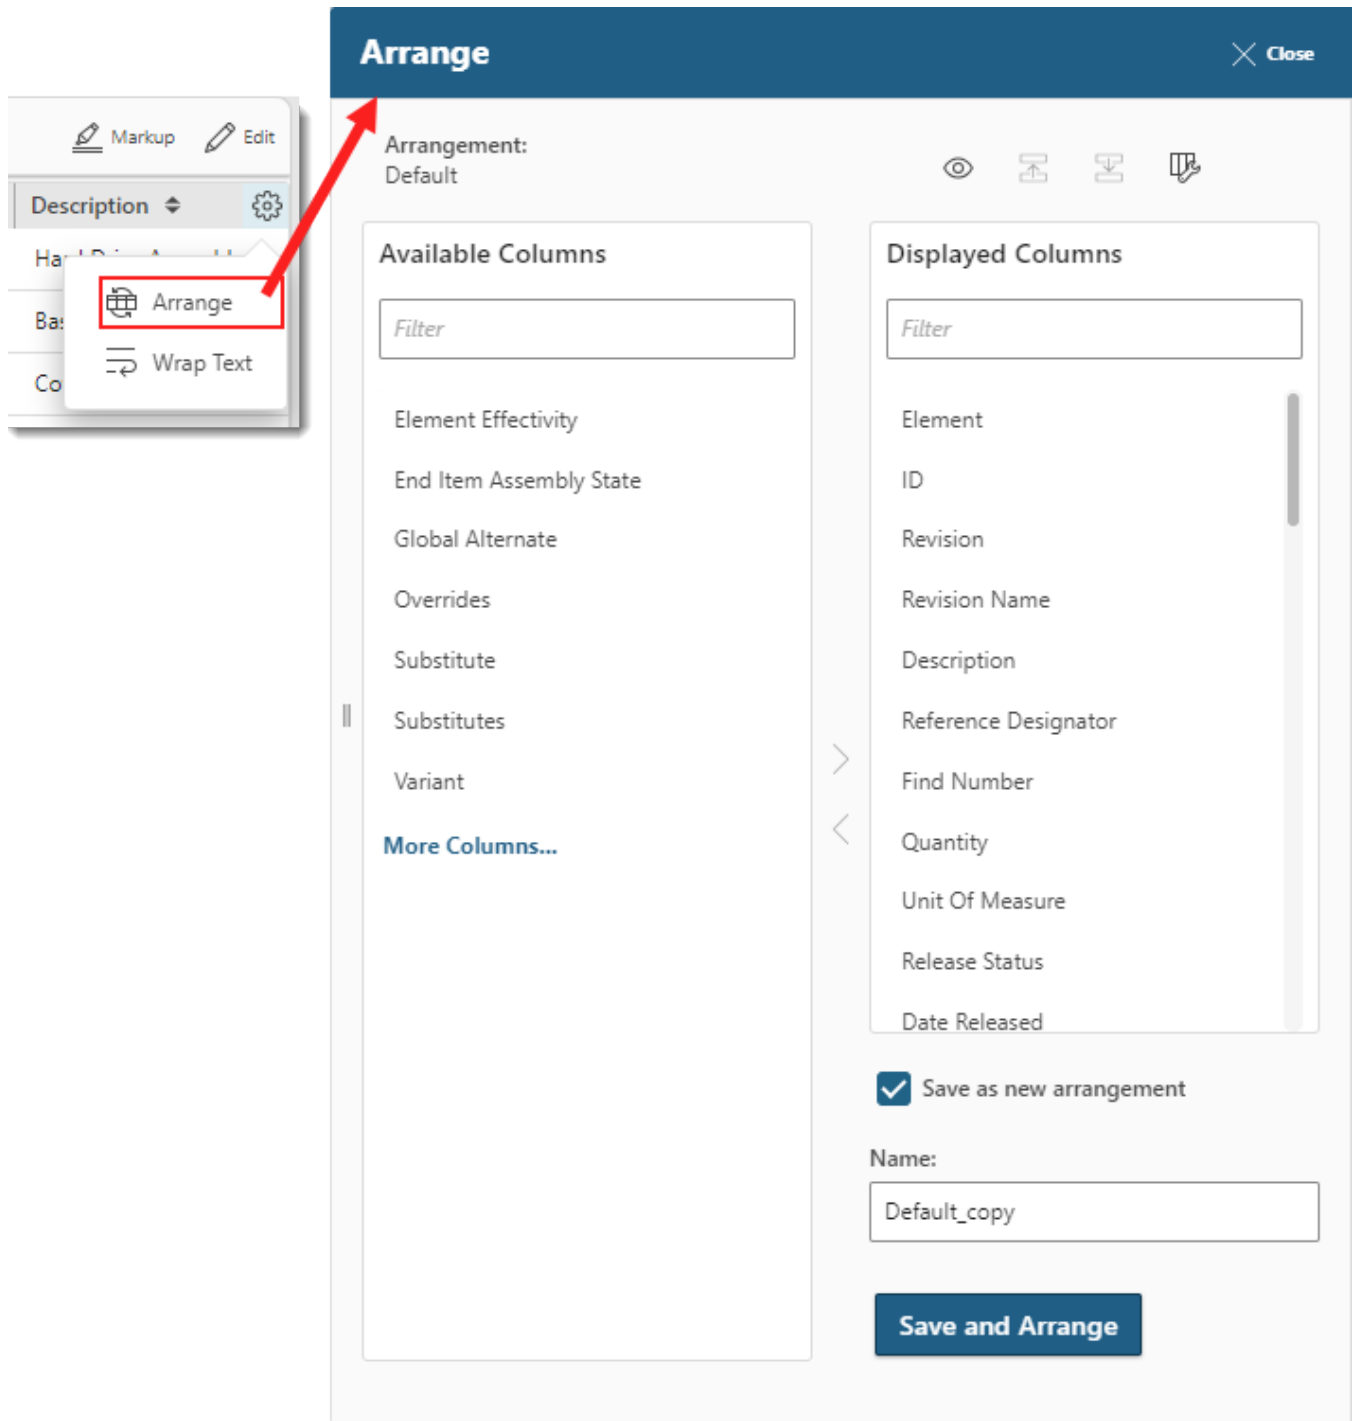 Markup
Edit
Description
Arrange
Wrap Text
Arrange
Close
Arrangement:
Default
Available Columns
Filter
Element Effectivity
End Item Assembly State
Global Alternate
Overrides
Substitute
Substitutes
Variant
More Columns...
Displayed Columns
Filter
Element
ID
Revision
Revision Name
Description
Reference Designator
Find Number
Quantity
Unit Of Measure
Release Status
Date Released
Save as new arrangement
Name:
Default_copy
Save and Arrange